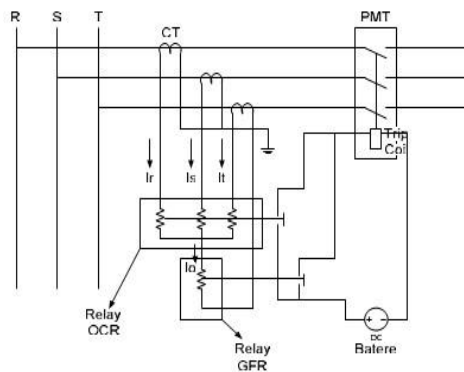 R S T
CT
PMT
Trip
Coil
Ir Is It
Io
Relay
OCR
Relay
GFR
+ -
DC
Batere